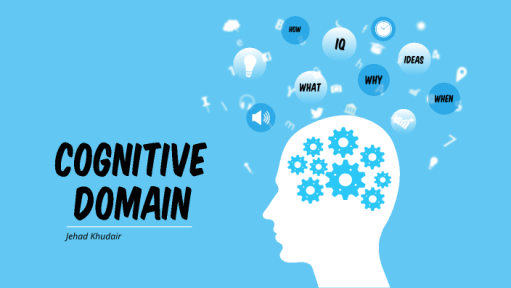 HOW
IQ
IDEAS
WHAT
WHY
WHEN
COGNITIVE
DOMAIN
Jehad Khudair